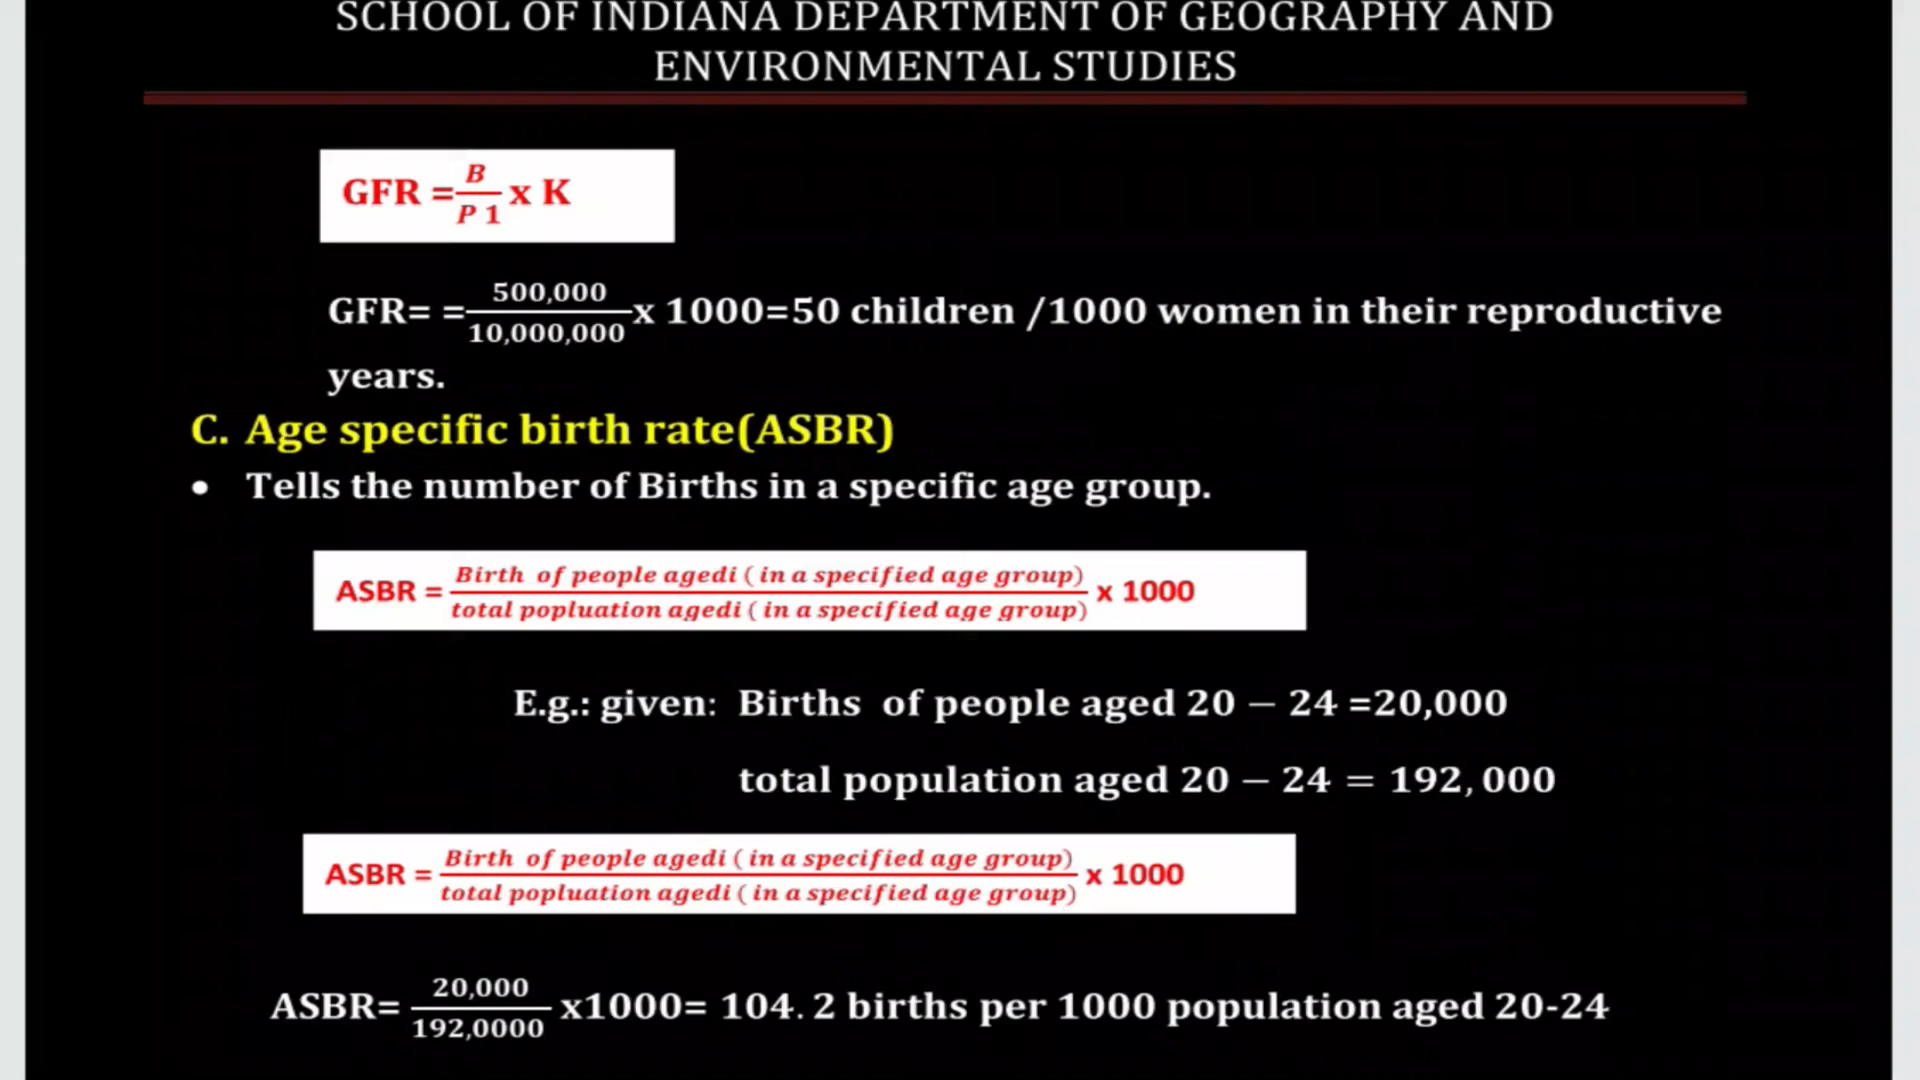 SCHOOL OF INDIANA DEPARTMENT OF GEOGRAPHY AND
ENVIRONMENTAL STUDIES
GFR = B/P 1 x K
GFR= = 500,000/10,000,000 x 1000=50 children /1000 women in their reproductive
years.
C. Age specific birth rate(ASBR)
• Tells the number of Births in a specific age group.
ASBR = Birth of people agedi ( in a specified age group)/total popluation agedi ( in a specified age group) x 1000
E.g.: given: Births of people aged 20 – 24 =20,000
total population aged 20 – 24 = 192, 000
ASBR = Birth of people agedi ( in a specified age group)/total popluation agedi ( in a specified age group) x 1000
ASBR= 20,000/192,0000 x1000= 104. 2 births per 1000 population aged 20-24